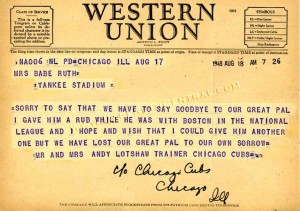 WESTERN
UNION
NA006 NL PD=CHICAGO ILL AUG 17
1948 AUG 18 AM 7 26
MRS BABE RUTH=
YANKEE STADIUM=
SORRY TO SAY THAT WE HAVE TO SAY GOODBYE TO OUR GREAT PAL
I GAVE HIM A RUB WHILE HE WAS WITH BOSTON IN THE NATIONAL
LEAGUE AND I HOPE AND WISH THAT I COULD GIVE HIM ANOTHER
ONE BUT WE HAVE LOST OUR GREAT PAL TO OUR OWN SORROW=
MR AND MRS ANDY LOTSHAW TRAINER CHICAGO CUBS=
c/o Chicago Cubs
Chicago
Ill